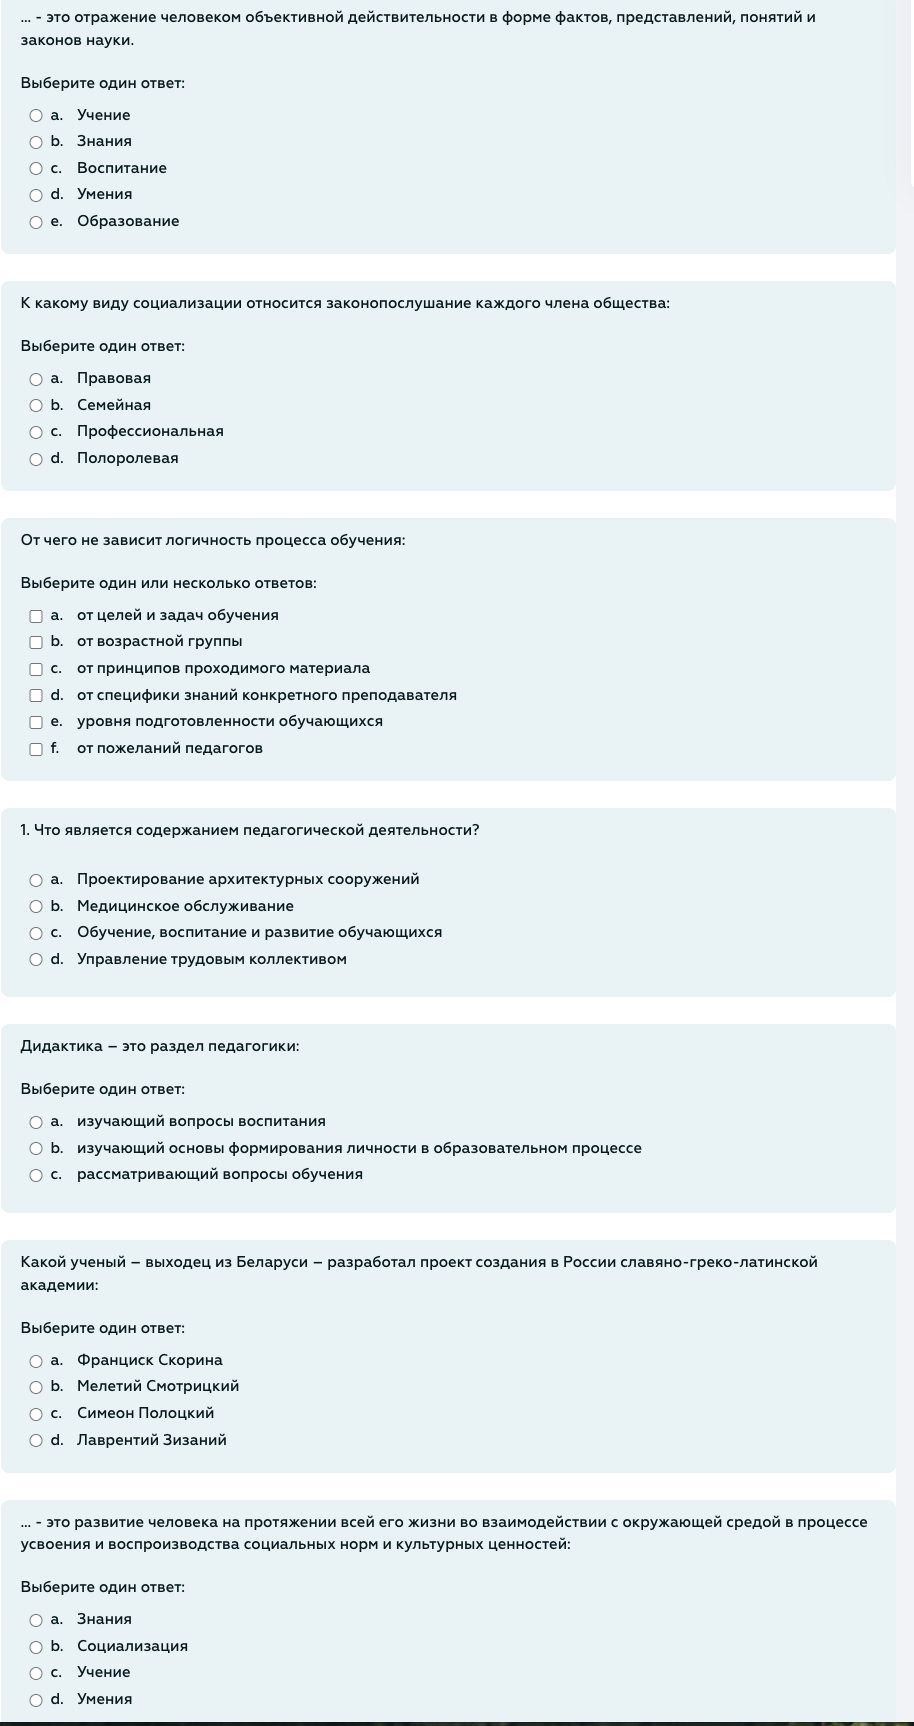 ... - это отражение человеком объективной действительности в форме фактов, представлений, понятий и
законов науки.
Выберите один ответ:
a. Учение
b. Знания
c. Воспитание
d. Умения
e. Образование
К какому виду социализации относится законопослушание каждого члена общества:
Выберите один ответ:
a. Правовая
b. Семейная
c. Профессиональная
d. Полоролевая
От чего не зависит логичность процесса обучения:
Выберите один или несколько ответов:
a. от целей и задач обучения
b. от возрастной группы
c. от принципов проходимого материала
d. от специфики знаний конкретного преподавателя
e. уровня подготовленности обучающихся
f. от пожеланий педагогов
1. Что является содержанием педагогической деятельности?
a. Проектирование архитектурных сооружений
b. Медицинское обслуживание
c. Обучение, воспитание и развитие обучающихся
d. Управление трудовым коллективом
Дидактика – это раздел педагогики:
Выберите один ответ:
a. изучающий вопросы воспитания
b. изучающий основы формирования личности в образовательном процессе
c. рассматривающий вопросы обучения
Какой ученый – выходец из Беларуси – разработал проект создания в России славяно-греко-латинской
академии:
Выберите один ответ:
a. Франциск Скорина
b. Мелетий Смотрицкий
c. Симеон Полоцкий
d. Лаврентий Зизаний
... - это развитие человека на протяжении всей его жизни во взаимодействии с окружающей средой в процессе
усвоения и воспроизводства социальных норм и культурных ценностей:
Выберите один ответ:
a. Знания
b. Социализация
c. Учение
d. Умения